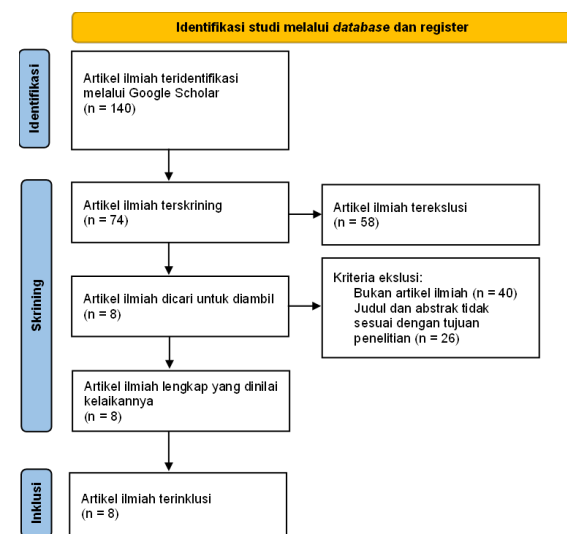 Identifikasi studi melalui database dan register
Identifikasi
Artikel ilmiah teridentifikasi
melalui Google Scholar
(n = 140)
Skrining
Artikel ilmiah terskrining
(n = 74)
Artikel ilmiah terekslusi
(n = 58)
Artikel ilmiah dicari untuk diambil
(n = 8)
Kriteria ekslusi:
Bukan artikel ilmiah (n = 40)
Judul dan abstrak tidak
sesuai dengan tujuan
penelitian (n = 26)
Artikel ilmiah lengkap yang dinilai
kelaikannya
(n = 8)
Inklusi
Artikel ilmiah terinklusi
(n = 8)